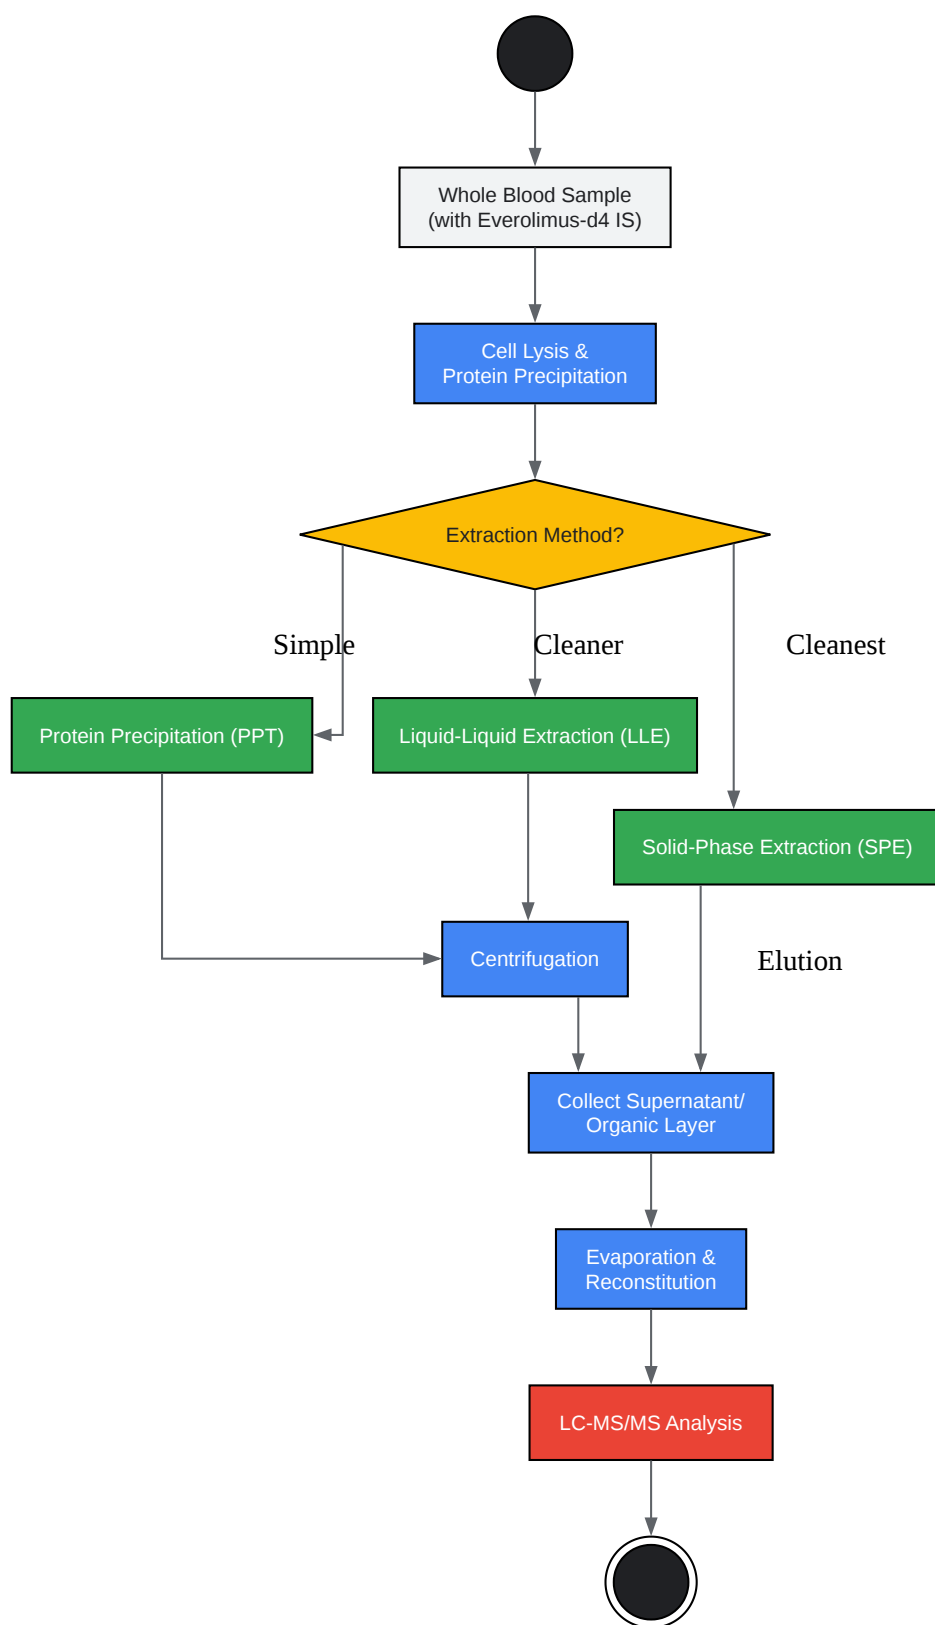 Whole Blood Sample
(with Everolimus-d4 IS)
Cell Lysis &
Protein Precipitation
Extraction Method?
Simple
Cleaner
Cleanest
Protein Precipitation (PPT)
Liquid-Liquid Extraction (LLE)
Solid-Phase Extraction (SPE)
Centrifugation
Elution
Collect Supernatant/
Organic Layer
Evaporation &
Reconstitution
LC-MS/MS Analysis